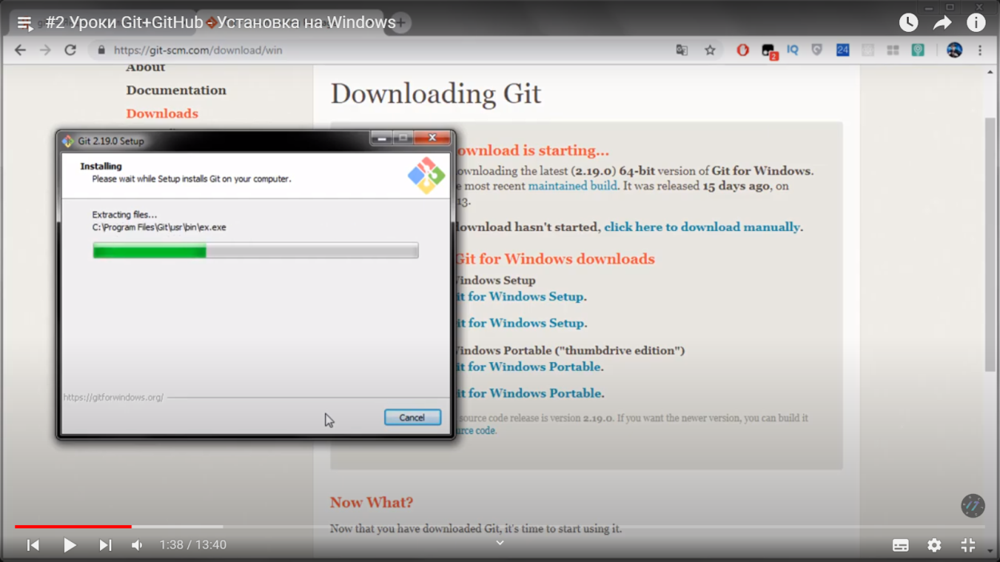 #2 Уроки Git+GitHub Установка на Windows
https://git-scm.com/download/win
IQ
2
24
About
Documentation
Downloads
Downloading Git
ownload is starting...
ownloading the latest (2.19.0) 64-bit version of Git for Windows.
e most recent maintained build. It was released 15 days ago, on
13.
download hasn't started, click here to download manually.
Git for Windows downloads
indows Setup
it for Windows Setup.
it for Windows Setup.
indows Portable ("thumbdrive edition")
it for Windows Portable.
it for Windows Portable.
source code release is version 2.19.0. If you want the newer version, you can build it
urce code.
Now What?
Now that you have downloaded Git, it's time to start using it.
Git 2.19.0 Setup
Installing
Please wait while Setup installs Git on your computer.
Extracting files...
C:\Program Files\Git\usr\bin\ex.exe
https://gitforwindows.org/
Cancel
1:38 / 13:40